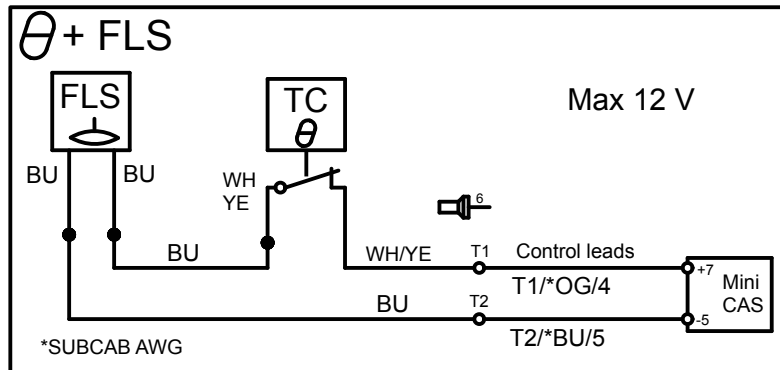 θ + FLS
FLS
TC
θ
Max 12 V
BU
BU
WH
YE
6
BU
WH/YE
T1
Control leads
+7
T1/*OG/4
Mini
CAS
BU
T2
-5
T2/*BU/5
*SUBCAB AWG